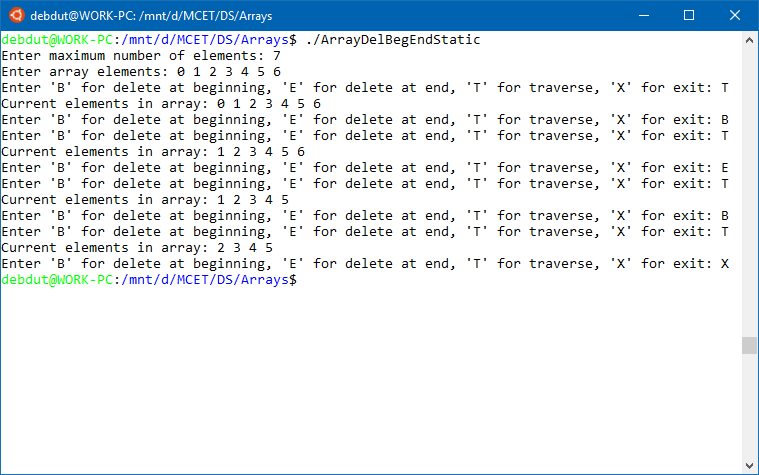 debdut@WORK-PC: /mnt/d/MCET/DS/Arrays
debdut@WORK-PC:/mnt/d/MCET/DS/Arrays$ ./ArrayDelBegEndStatic
Enter maximum number of elements: 7
Enter array elements: 0 1 2 3 4 5 6
Enter 'B' for delete at beginning, 'E' for delete at end, 'T' for traverse, 'X' for exit: T
Current elements in array: 0 1 2 3 4 5 6
Enter 'B' for delete at beginning, 'E' for delete at end, 'T' for traverse, 'X' for exit: B
Enter 'B' for delete at beginning, 'E' for delete at end, 'T' for traverse, 'X' for exit: T
Current elements in array: 1 2 3 4 5 6
Enter 'B' for delete at beginning, 'E' for delete at end, 'T' for traverse, 'X' for exit: E
Enter 'B' for delete at beginning, 'E' for delete at end, 'T' for traverse, 'X' for exit: T
Current elements in array: 1 2 3 4 5
Enter 'B' for delete at beginning, 'E' for delete at end, 'T' for traverse, 'X' for exit: B
Enter 'B' for delete at beginning, 'E' for delete at end, 'T' for traverse, 'X' for exit: T
Current elements in array: 2 3 4 5
Enter 'B' for delete at beginning, 'E' for delete at end, 'T' for traverse, 'X' for exit: X
debdut@WORK-PC:/mnt/d/MCET/DS/Arrays$